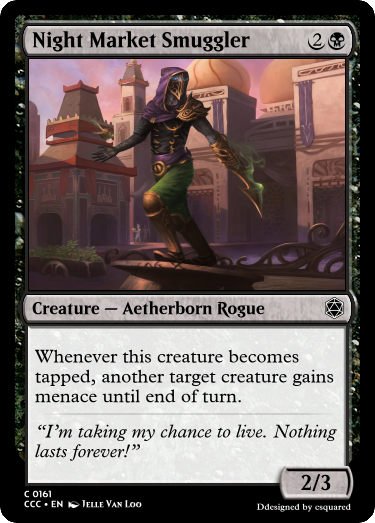 Night Market Smuggler 2
Creature — Aetherborn Rogue
Whenever this creature becomes
tapped, another target creature gains
menace until end of turn.
“I'm taking my chance to live. Nothing
lasts forever!”
2/3
C 0161
CCC • EN Jelle Van Loo
Ddesigned by csquared